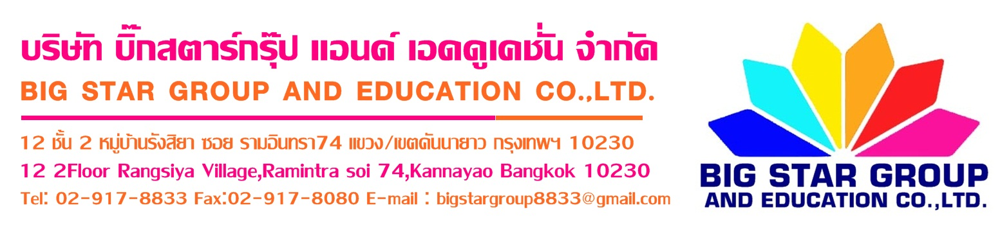 บริษัท บิ๊กสตาร์กรุ๊ป แอนด์ เอดดูเคชั่น จำกัด
BIG STAR GROUP AND EDUCATION CO.,LTD.
12 ชั้น 2 หมู่บ้านรังสิยา ซอย รามอินทรา74 แขวง/เขตคันนายาว กรุงเทพฯ 10230
12 2Floor Rangsiya Village,Ramintra soi 74,Kannayao Bangkok 10230
Tel: 02-917-8833 Fax:02-917-8080 E-mail : bigstargroup8833@gmail.com
BIG STAR GROUP
AND EDUCATION CO.,LTD.